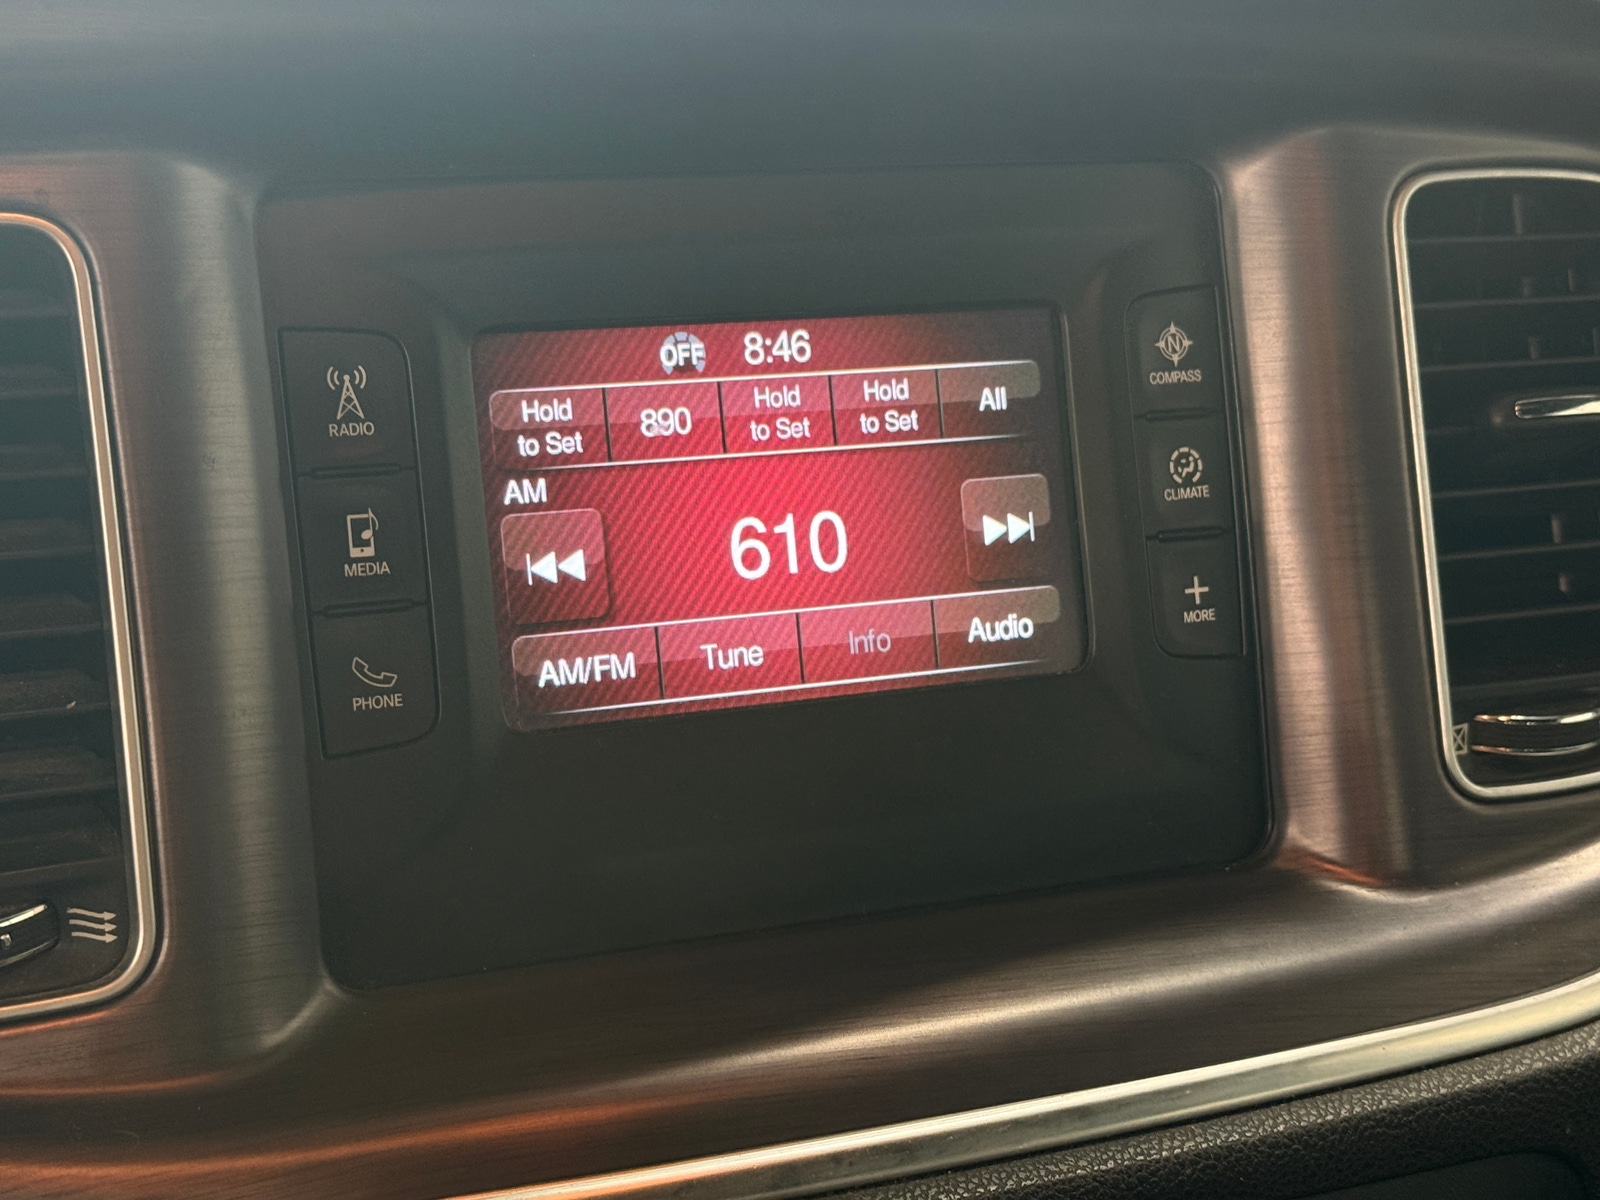 OFF 8:46
Hold to Set
890
Hold to Set
Hold to Set
All
AM
610
AM/FM
Tune
Info
Audio
RADIO
MEDIA
PHONE
N
COMPASS
CLIMATE
MORE